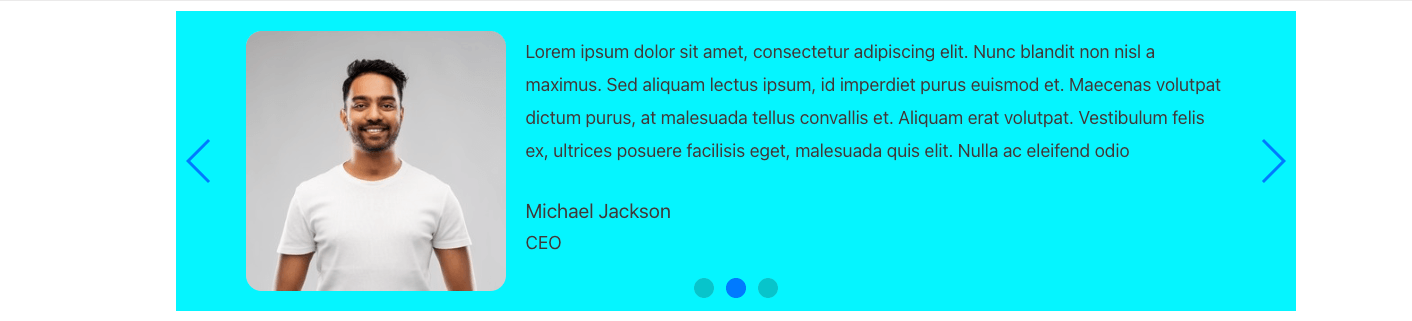 Lorem ipsum dolor sit amet, consectetur adipiscing elit. Nunc blandit non nisl a
maximus. Sed aliquam lectus ipsum, id imperdiet purus euismod et. Maecenas volutpat
dictum purus, at malesuada tellus convallis et. Aliquam erat volutpat. Vestibulum felis
ex, ultrices posuere facilisis eget, malesuada quis elit. Nulla ac eleifend odio
Michael Jackson
CEO